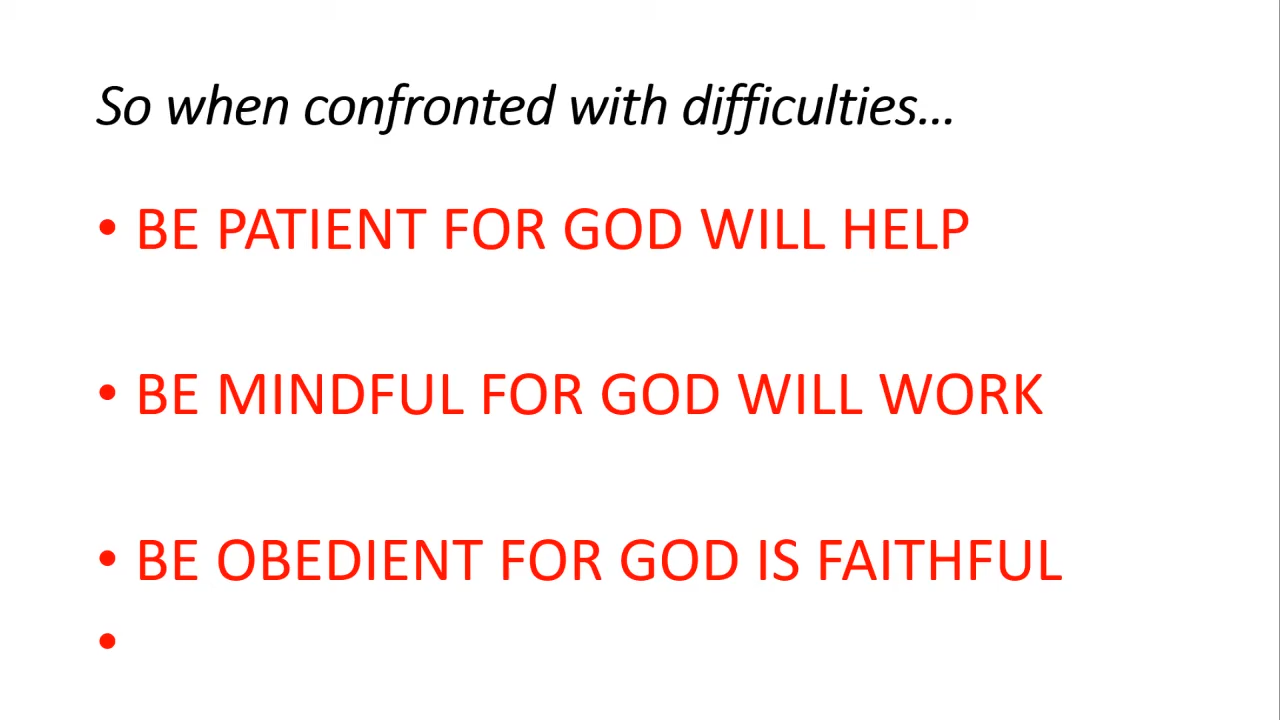 So when confronted with difficulties...
• BE PATIENT FOR GOD WILL HELP
• BE MINDFUL FOR GOD WILL WORK
• BE OBEDIENT FOR GOD IS FAITHFUL
•